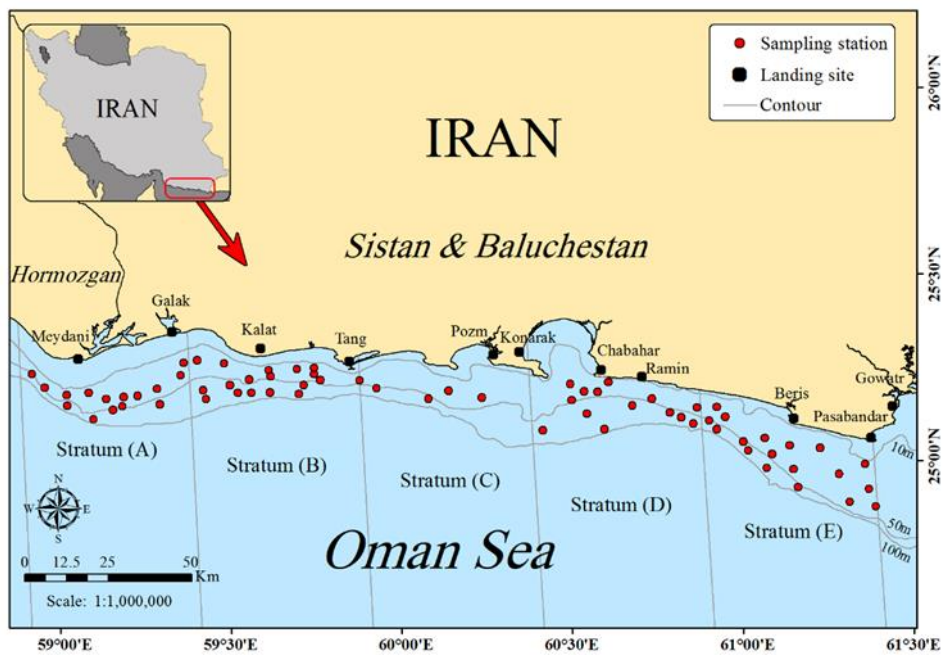 IRAN
Sampling station
Landing site
Contour
IRAN
Sistan & Baluchestan
Hormozgan
Galak
Meydani
Kalat
Tang
Pozm
Konarak
Chabahar
Ramin
Beris
Gowatr
Pasabandar
10m
50m
100m
Stratum (A)
Stratum (B)
Stratum (C)
Stratum (D)
Stratum (E)
Oman Sea
N
W
E
S
0 12.5 25 50
Km
Scale: 1:1,000,000
26°00'N
25°30'N
25°00'N
59°00'E 59°30'E 60°00'E 60°30'E 61°00'E 61°30'E